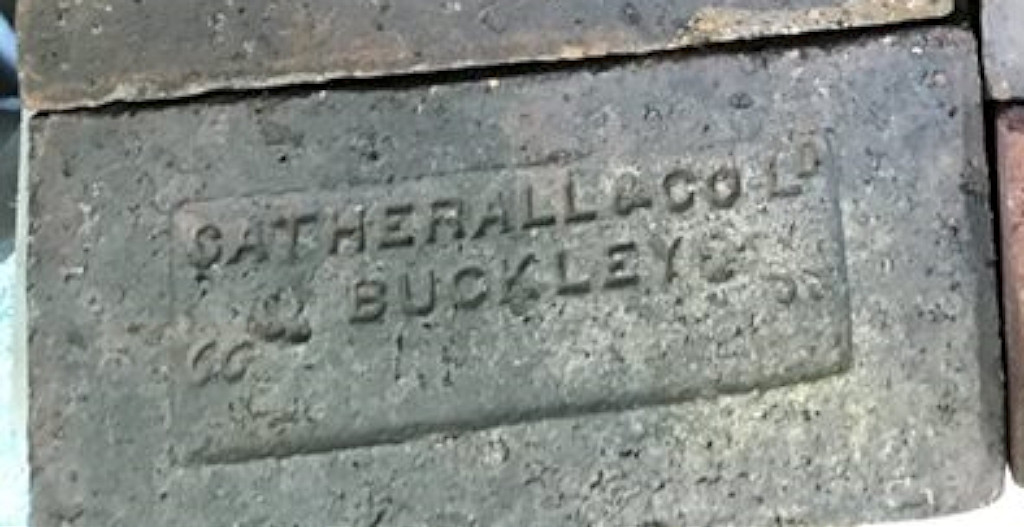 CATHERALL & CO LD
BUCKLEY